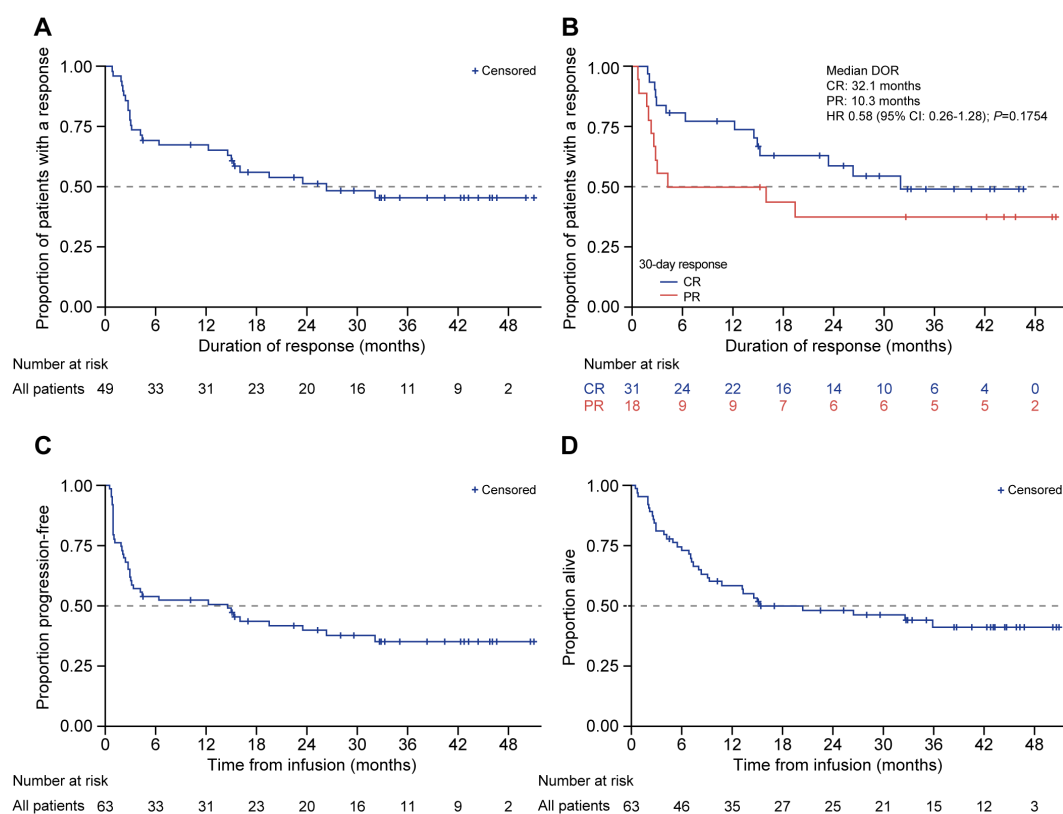 A
Proportion of patients with a response
1.00
0.75
0.50
0.25
0.00
+ Censored
0 6 12 18 24 30 36 42 48
Duration of response (months)
Number at risk
All patients 49 33 31 23 20 16 11 9 2
B
Proportion of patients with a response
1.00
0.75
0.50
0.25
0.00
Median DOR
CR: 32.1 months
PR: 10.3 months
HR 0.58 (95% CI: 0.26-1.28); P=0.1754
30-day response
CR
PR
0 6 12 18 24 30 36 42 48
Duration of response (months)
Number at risk
CR 31 24 22 16 14 10 6 4 0
PR 18 9 9 7 6 6 5 5 2
C
Proportion progression-free
1.00
0.75
0.50
0.25
0.00
+ Censored
0 6 12 18 24 30 36 42 48
Time from infusion (months)
Number at risk
All patients 63 33 31 23 20 16 11 9 2
D
Proportion alive
1.00
0.75
0.50
0.25
0.00
+ Censored
0 6 12 18 24 30 36 42 48
Time from infusion (months)
Number at risk
All patients 63 46 35 27 25 21 15 12 3